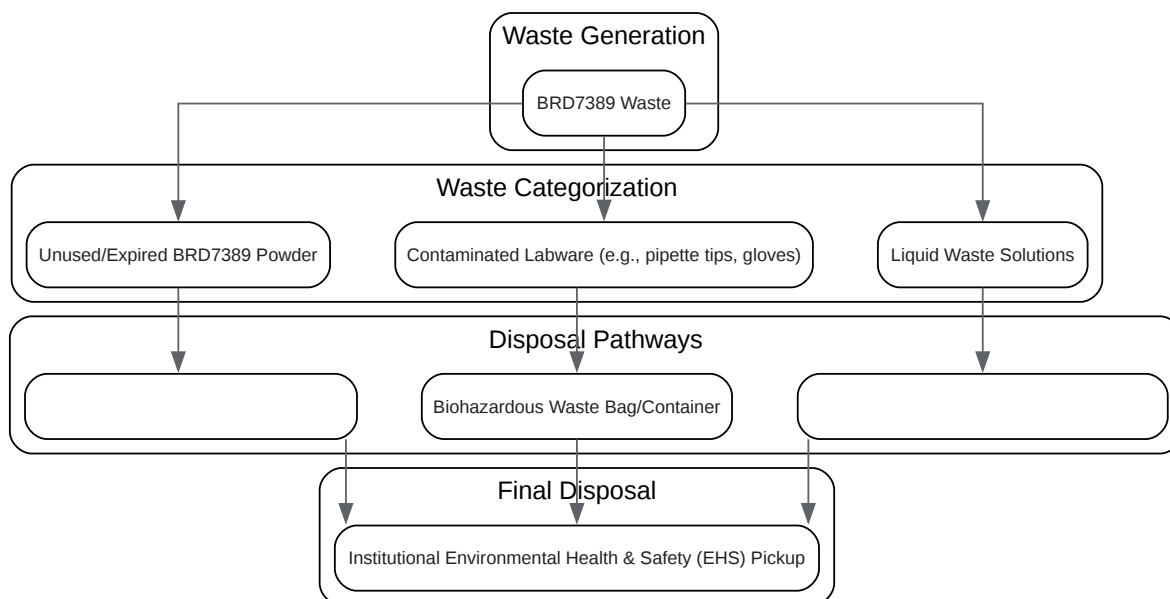 Waste Generation
BRD7389 Waste
Waste Categorization
Unused/Expired BRD7389 Powder
Contaminated Labware (e.g., pipette tips, gloves)
Liquid Waste Solutions
Disposal Pathways
Biohazardous Waste Bag/Container
Final Disposal
Institutional Environmental Health & Safety (EHS) Pickup